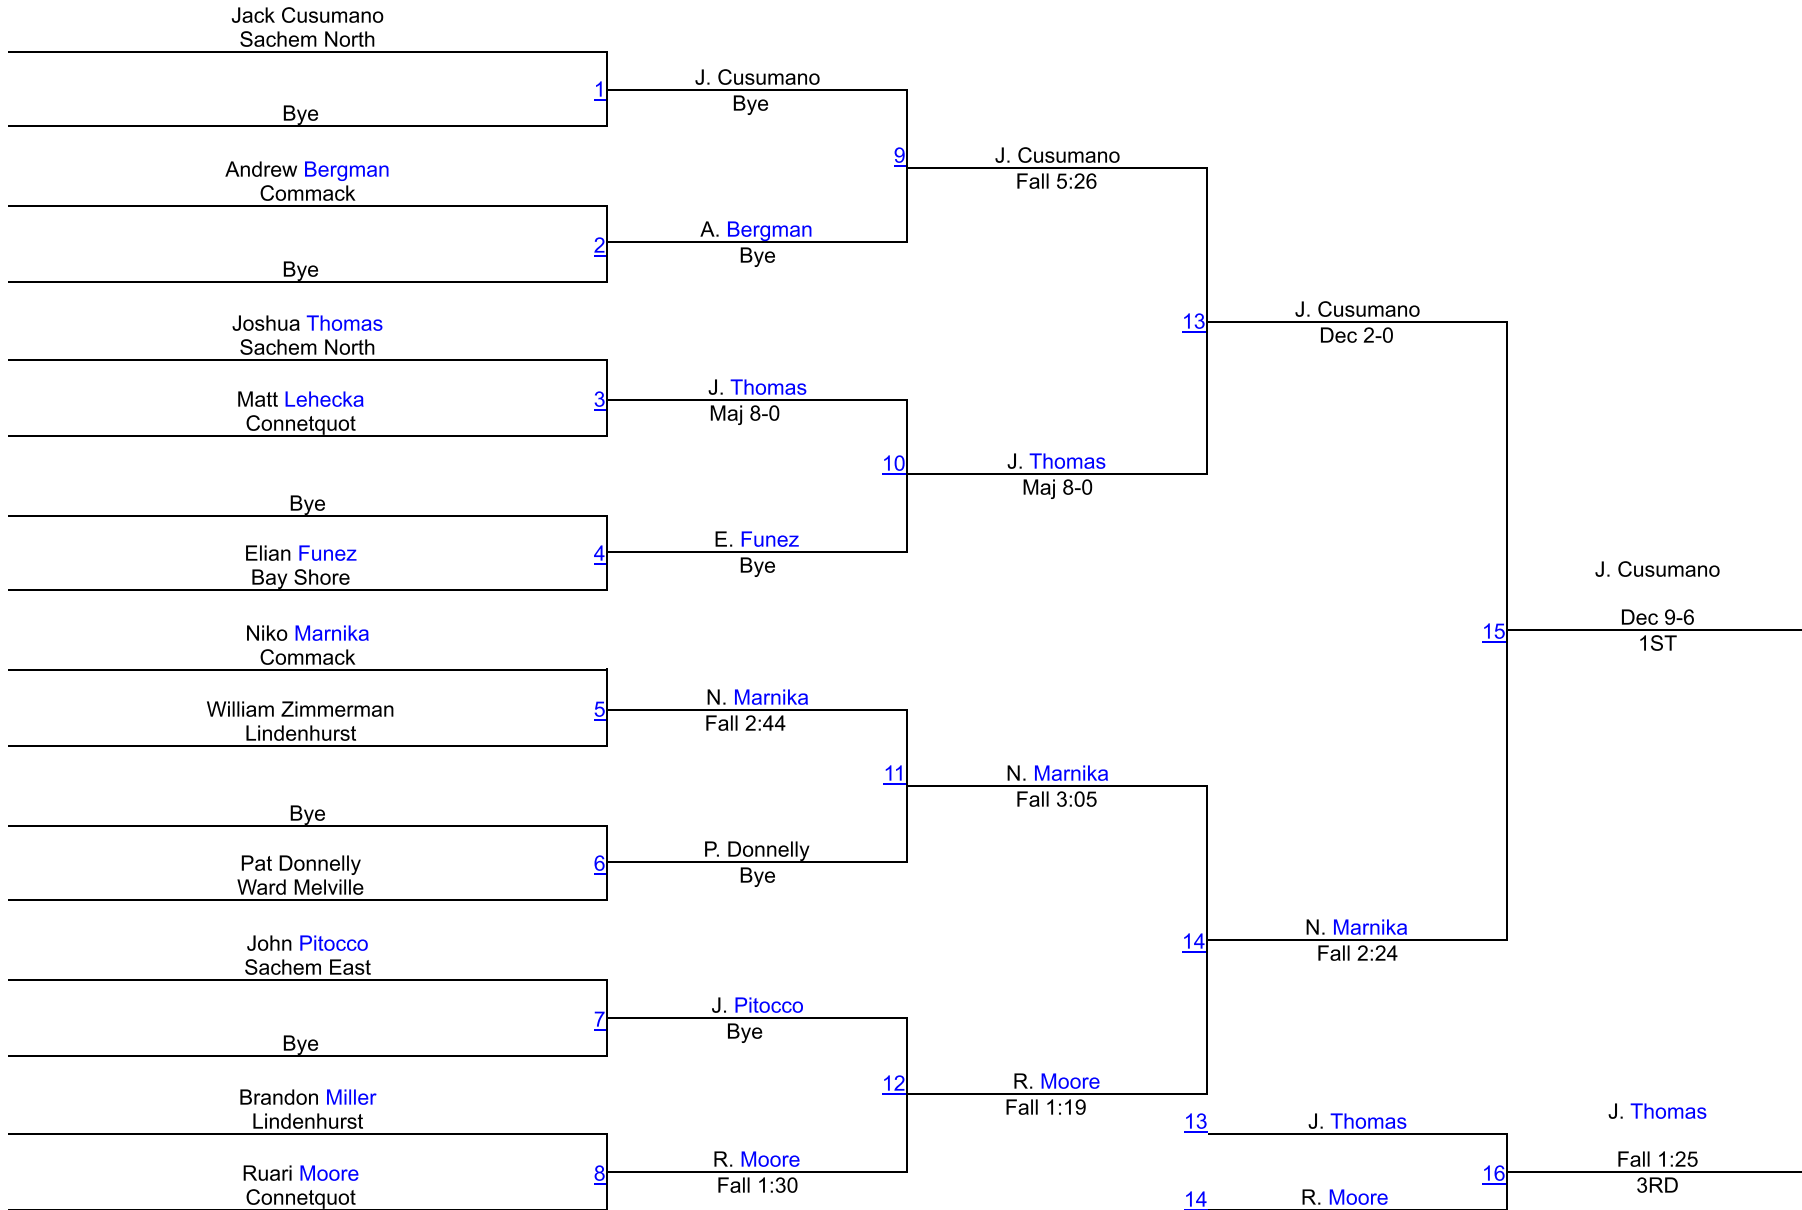 Jack Cusumano
Sachem North
1
Bye
Andrew Bergman
Commack
2
Bye
Joshua Thomas
Sachem North
Matt Lehecka
Connetquot
3
Bye
Elian Funez
Bay Shore
4
Niko Marnika
Commack
William Zimmerman
Lindenhurst
5
Bye
Pat Donnelly
Ward Melville
6
John Pitocco
Sachem East
7
Bye
Brandon Miller
Lindenhurst
Ruari Moore
Connetquot
8
J. Cusumano
Bye
9
A. Bergman
Bye
J. Thomas
Maj 8-0
10
E. Funez
Bye
N. Marnika
Fall 2:44
11
P. Donnelly
Bye
J. Pitocco
Bye
12
R. Moore
Fall 1:30
J. Cusumano
Fall 5:26
13
J. Thomas
Maj 8-0
N. Marnika
Fall 3:05
14
R. Moore
Fall 1:19
J. Cusumano
Dec 2-0
15
N. Marnika
Fall 2:24
J. Cusumano
Dec 9-6
1ST
13
J. Thomas
16
14
R. Moore
J. Thomas
Fall 1:25
3RD